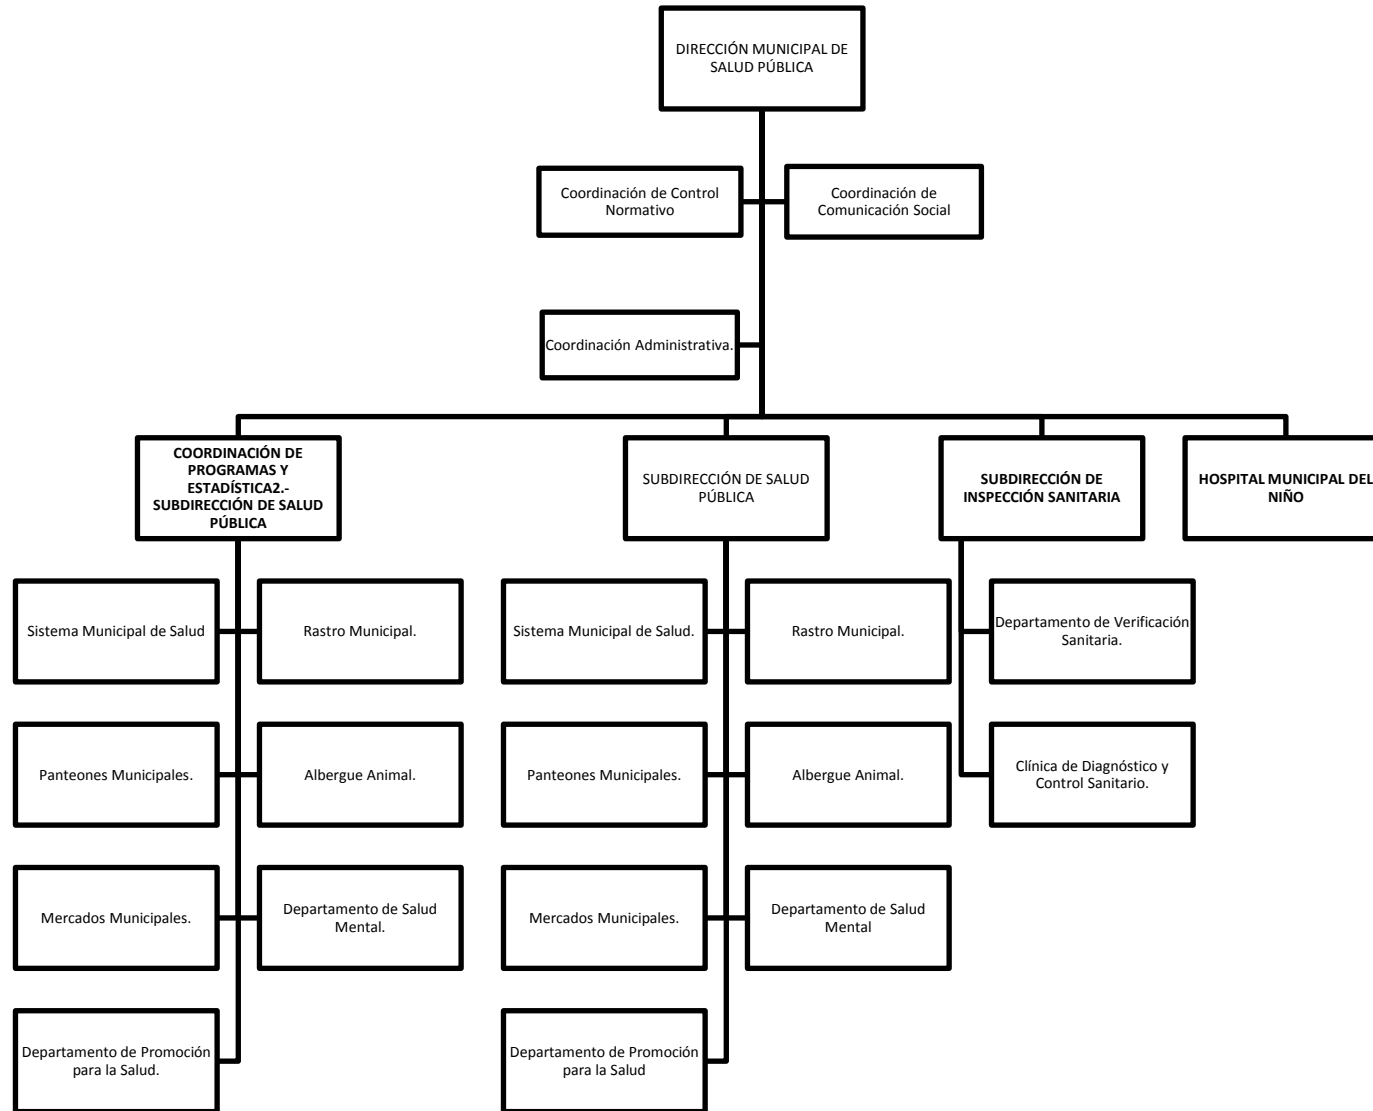 DIRECCIÓN MUNICIPAL DE
SALUD PÚBLICA
Coordinación de Control
Normativo
Coordinación de
Comunicación Social
Coordinación Administrativa.
COORDINACIÓN DE
PROGRAMAS Y
ESTADÍSTICA2.-
SUBDIRECCIÓN DE SALUD
PÚBLICA
SUBDIRECCIÓN DE SALUD
PÚBLICA
SUBDIRECCIÓN DE
INSPECCIÓN SANITARIA
HOSPITAL MUNICIPAL DEL
NIÑO
Sistema Municipal de Salud
Rastro Municipal.
Sistema Municipal de Salud.
Rastro Municipal.
Departamento de Verificación
Sanitaria.
Panteones Municipales.
Albergue Animal.
Panteones Municipales.
Albergue Animal.
Clínica de Diagnóstico y
Control Sanitario.
Mercados Municipales.
Departamento de Salud
Mental.
Mercados Municipales.
Departamento de Salud
Mental
Departamento de Promoción
para la Salud.
Departamento de Promoción
para la Salud